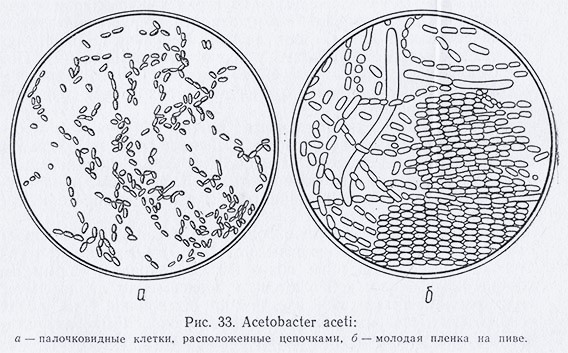 а б
Рис. 33. Acetobacter aceti:
а — палочковидные клетки, расположенные цепочками, б — молодая пленка на пиве.